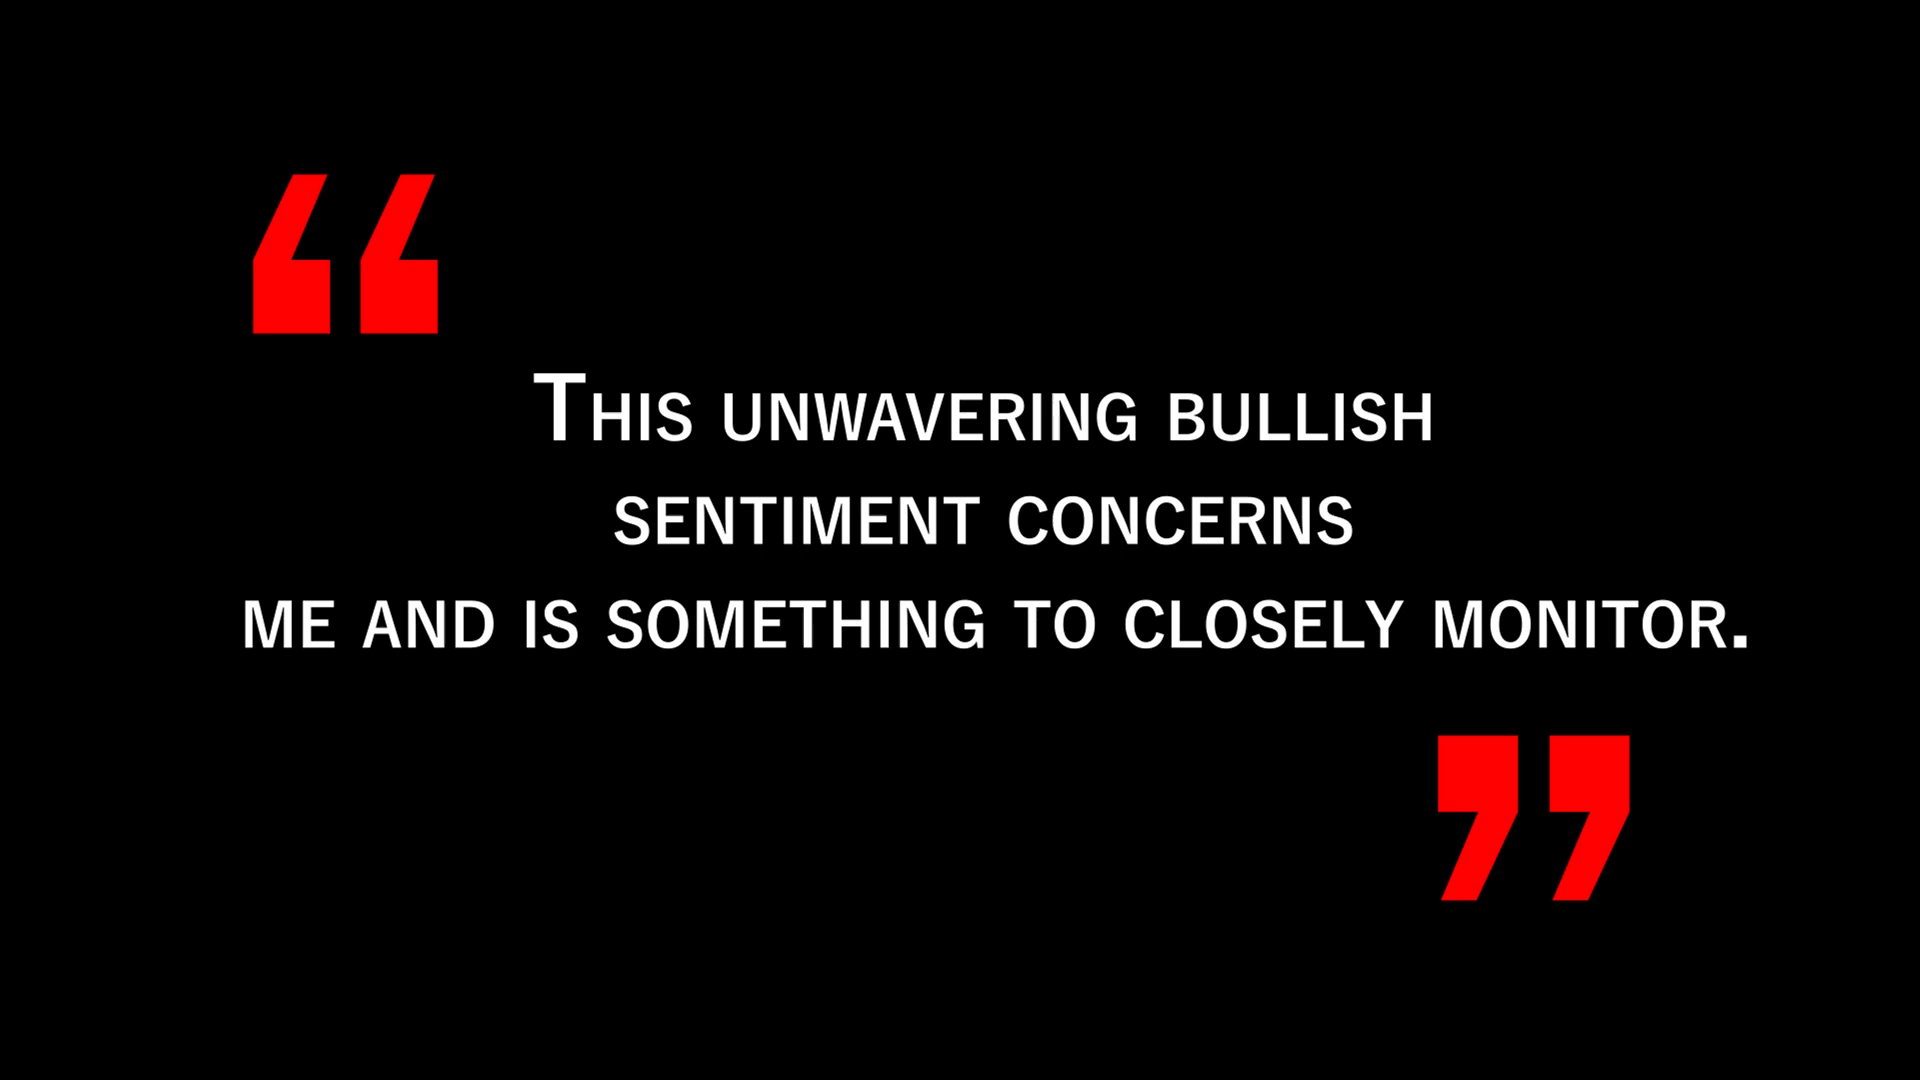 “
This unwavering bullish
sentiment concerns
me and is something to closely monitor.
”